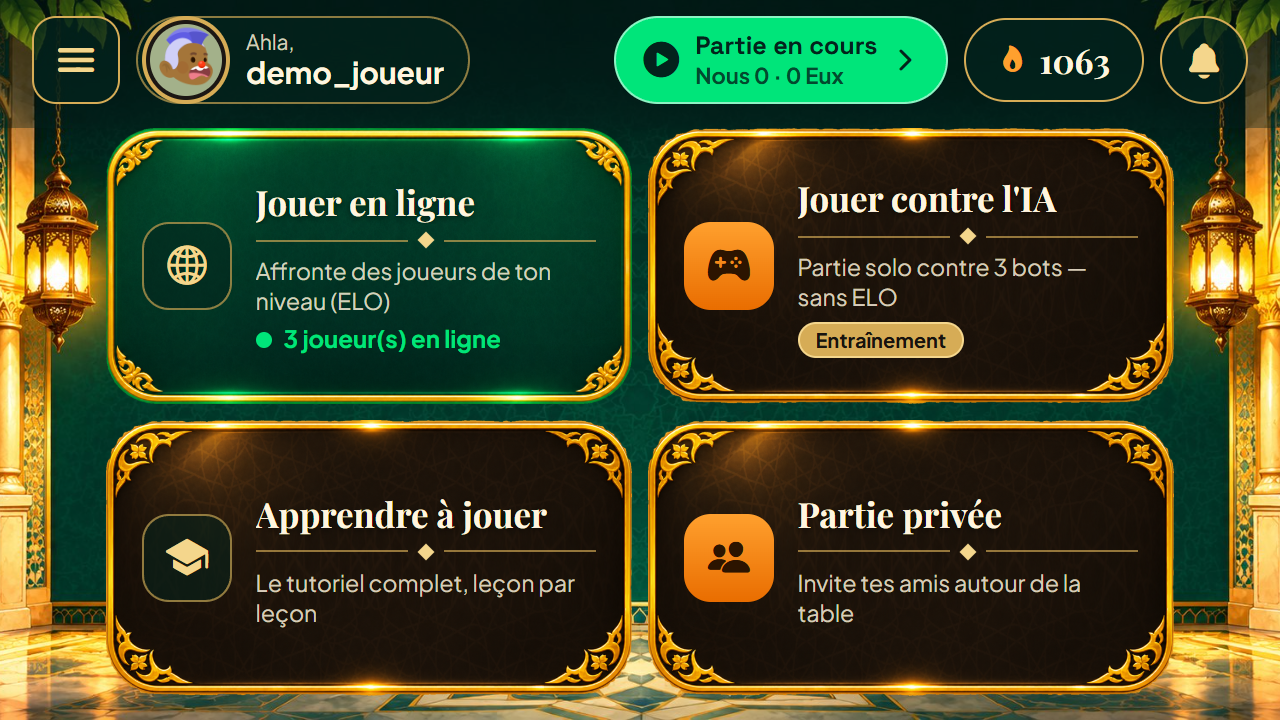 Ahla,
demo_joueur
Partie en cours
Nous 0 · 0 Eux
1063
Jouer en ligne
Affronte des joueurs de ton
niveau (ELO)
3 joueur(s) en ligne
Jouer contre l'IA
Partie solo contre 3 bots —
sans ELO
Entraînement
Apprendre à jouer
Le tutoriel complet, leçon par
leçon
Partie privée
Invite tes amis autour de la
table